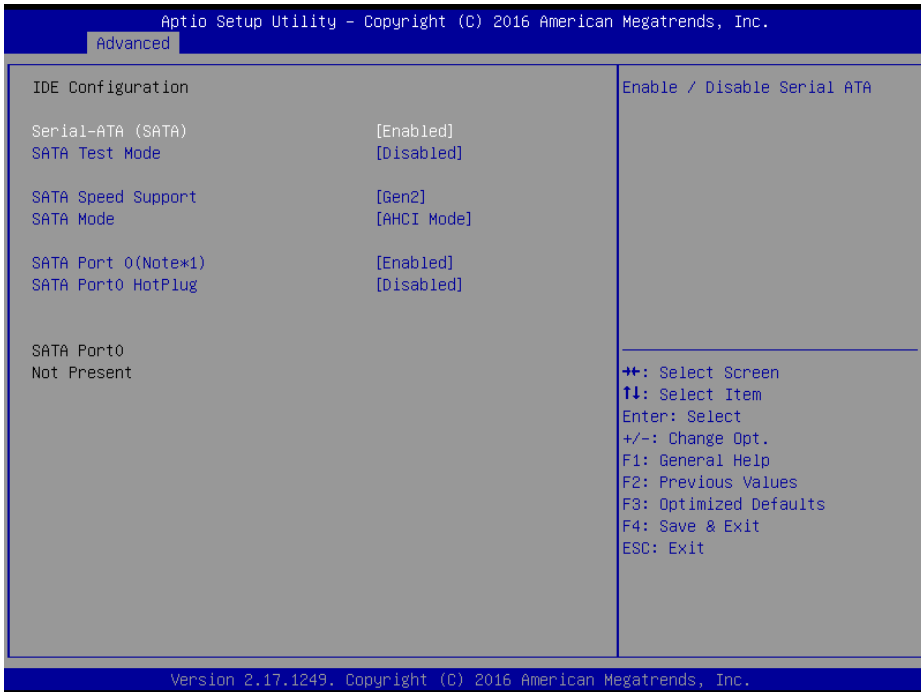 Aptio Setup Utility – Copyright (C) 2016 American Megatrends, Inc.
Advanced
IDE Configuration
Serial-ATA (SATA) [Enabled]
SATA Test Mode [Disabled]
SATA Speed Support [Gen2]
SATA Mode [AHCI Mode]
SATA Port 0(Note*1) [Enabled]
SATA Port0 HotPlug [Disabled]
SATA Port0
Not Present
Enable / Disable Serial ATA
→←: Select Screen
↑↓: Select Item
Enter: Select
+/-: Change Opt.
F1: General Help
F2: Previous Values
F3: Optimized Defaults
F4: Save & Exit
ESC: Exit
Version 2.17.1249. Copyright (C) 2016 American Megatrends, Inc.